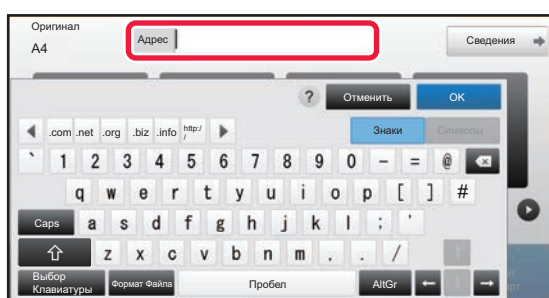 Оригинал
A4
Адрес
Сведения
? Отменить OK
.com .net .org .biz .info http:/
/
Знаки Символы
` 1 2 3 4 5 6 7 8 9 0 - = @
q w e r t y u i o p [ ] #
Caps a s d f g h j k l ; '
z x c v b n m . . /
Выбор
Клавиатуры
Формат Файла Пробел AltGr